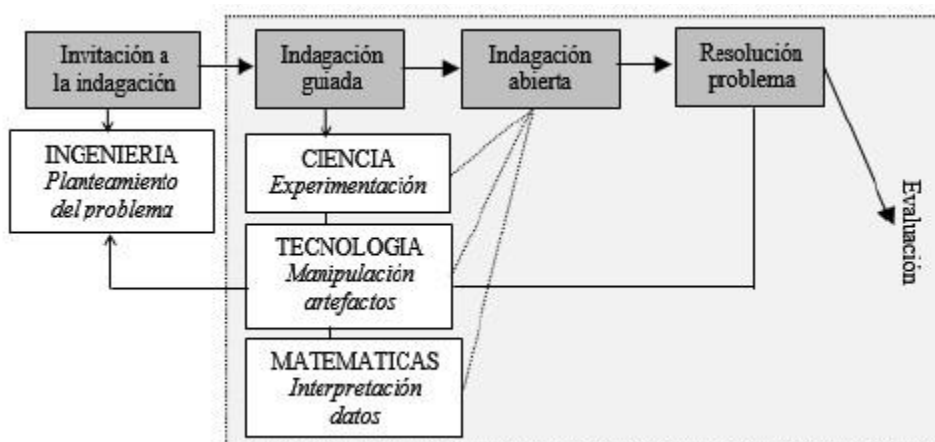 Invitación a
la indagación
Indagación
guiada
Indagación
abierta
Resolución
problema
INGENIERIA
Planteamiento
del problema
CIENCIA
Experimentación
TECNOLOGIA
Manipulación
artefactos
MATEMATICAS
Interpretación
datos
Evaluación